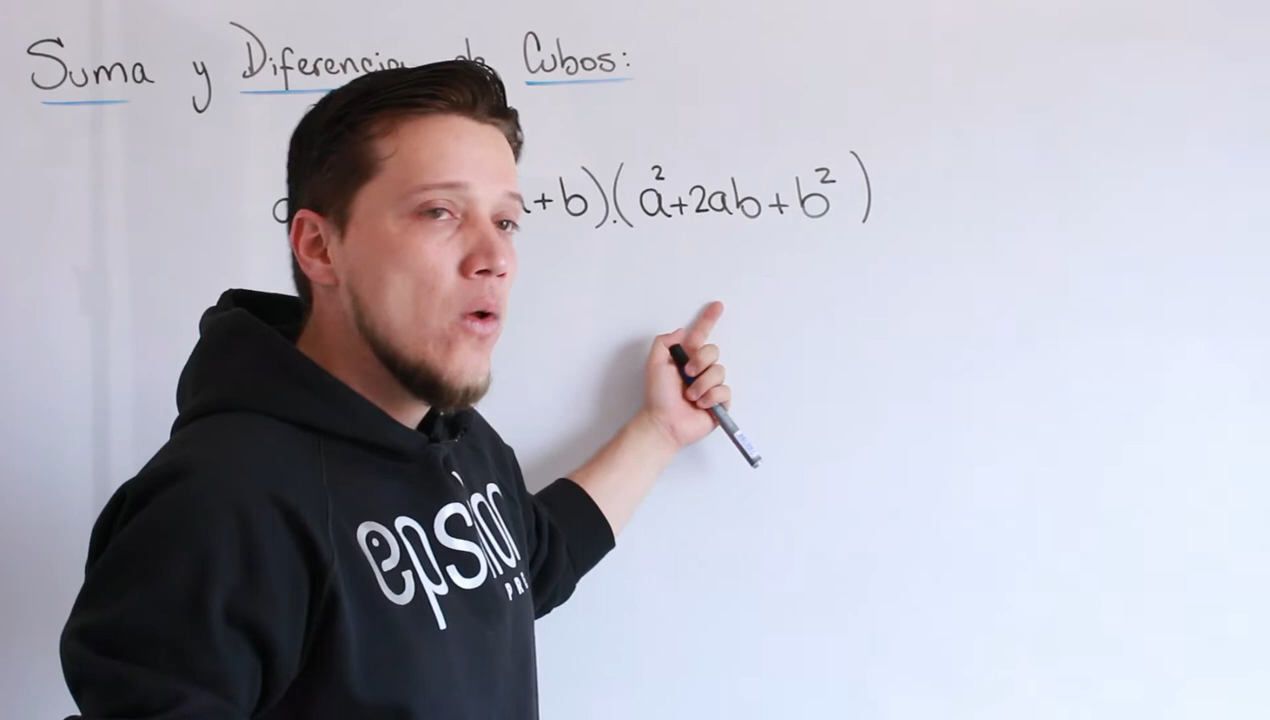 Suma y Diferencia de Cubos:
+b).(a²+2ab+b²)
epsilon